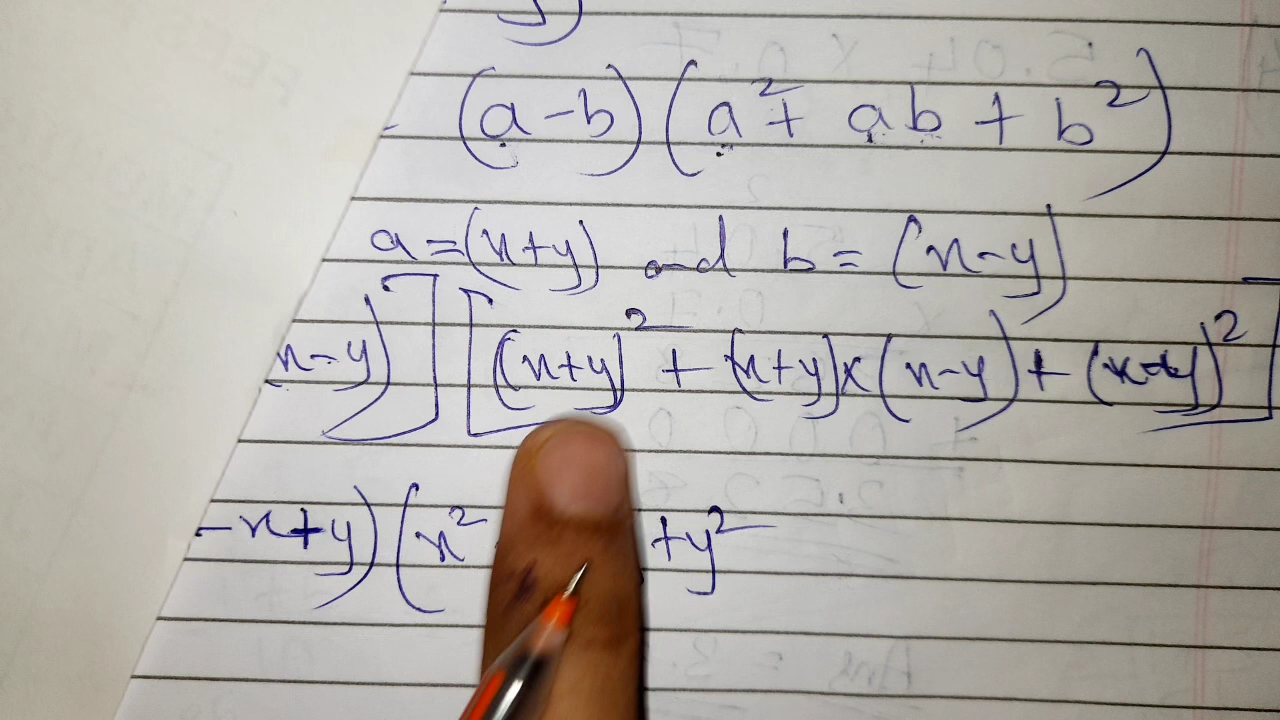 - (a-b)(a²+ ab + b²)
a=(x+y) and b = (x-y)
x-y)] [(x+y)² + (x+y)×(x-y)+ (x-y)²]
-x+y)(x² +y²